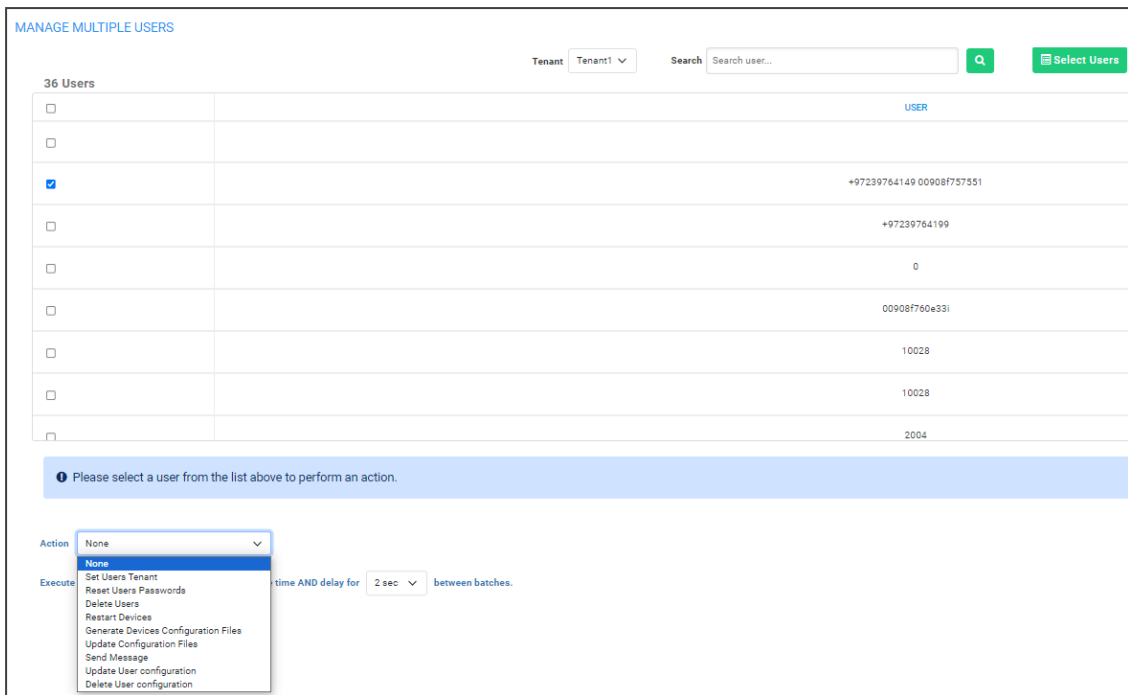 MANAGE MULTIPLE USERS
Tenant Tenant1 Search Search user... Select Users
36 Users
USER
+97239764149 00908f757551
+97239764199
0
00908f760e33i
10028
10028
2004
Please select a user from the list above to perform an action.
Action None
None
Set Users Tenant
Execute time AND delay for 2 sec between batches.
Reset Users Passwords
Delete Users
Restart Devices
Generate Devices Configuration Files
Update Configuration Files
Send Message
Update User configuration
Delete User configuration